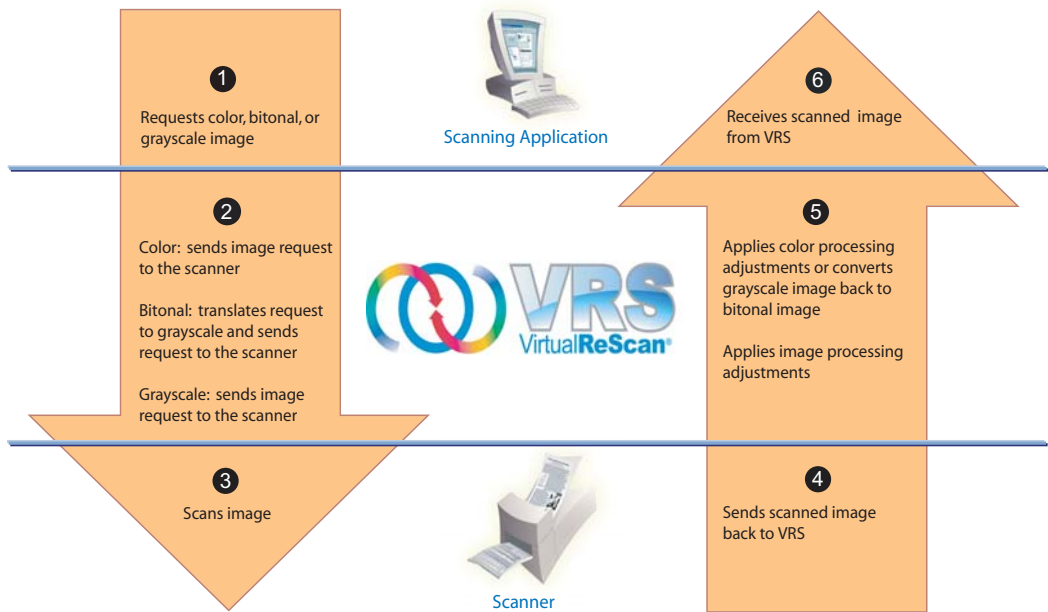 1
Requests color, bitonal, or
grayscale image
Scanning Application
6
Receives scanned image
from VRS
2
Color: sends image request
to the scanner
Bitonal: translates request
to grayscale and sends
request to the scanner
Grayscale: sends image
request to the scanner
VRS
VirtualReScan®
5
Applies color processing
adjustments or converts
grayscale image back to
bitonal image
Applies image processing
adjustments
3
Scans image
Scanner
4
Sends scanned image
back to VRS